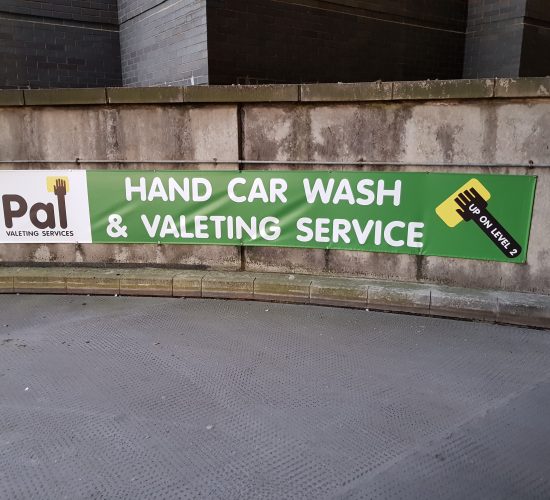 Pal
VALETING SERVICES
HAND CAR WASH
& VALETING SERVICE
UP ON LEVEL 2